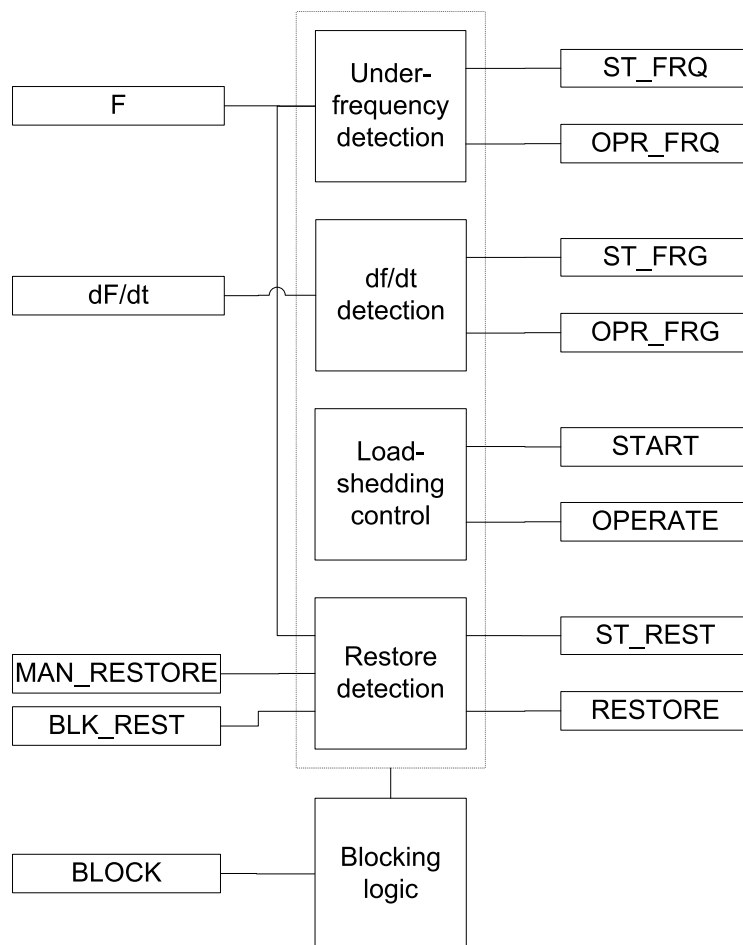 F
dF/dt
MAN_RESTORE
BLK_REST
BLOCK
Under-
frequency
detection
df/dt
detection
Load-
shedding
control
Restore
detection
Blocking
logic
ST_FRQ
OPR_FRQ
ST_FRG
OPR_FRG
START
OPERATE
ST_REST
RESTORE